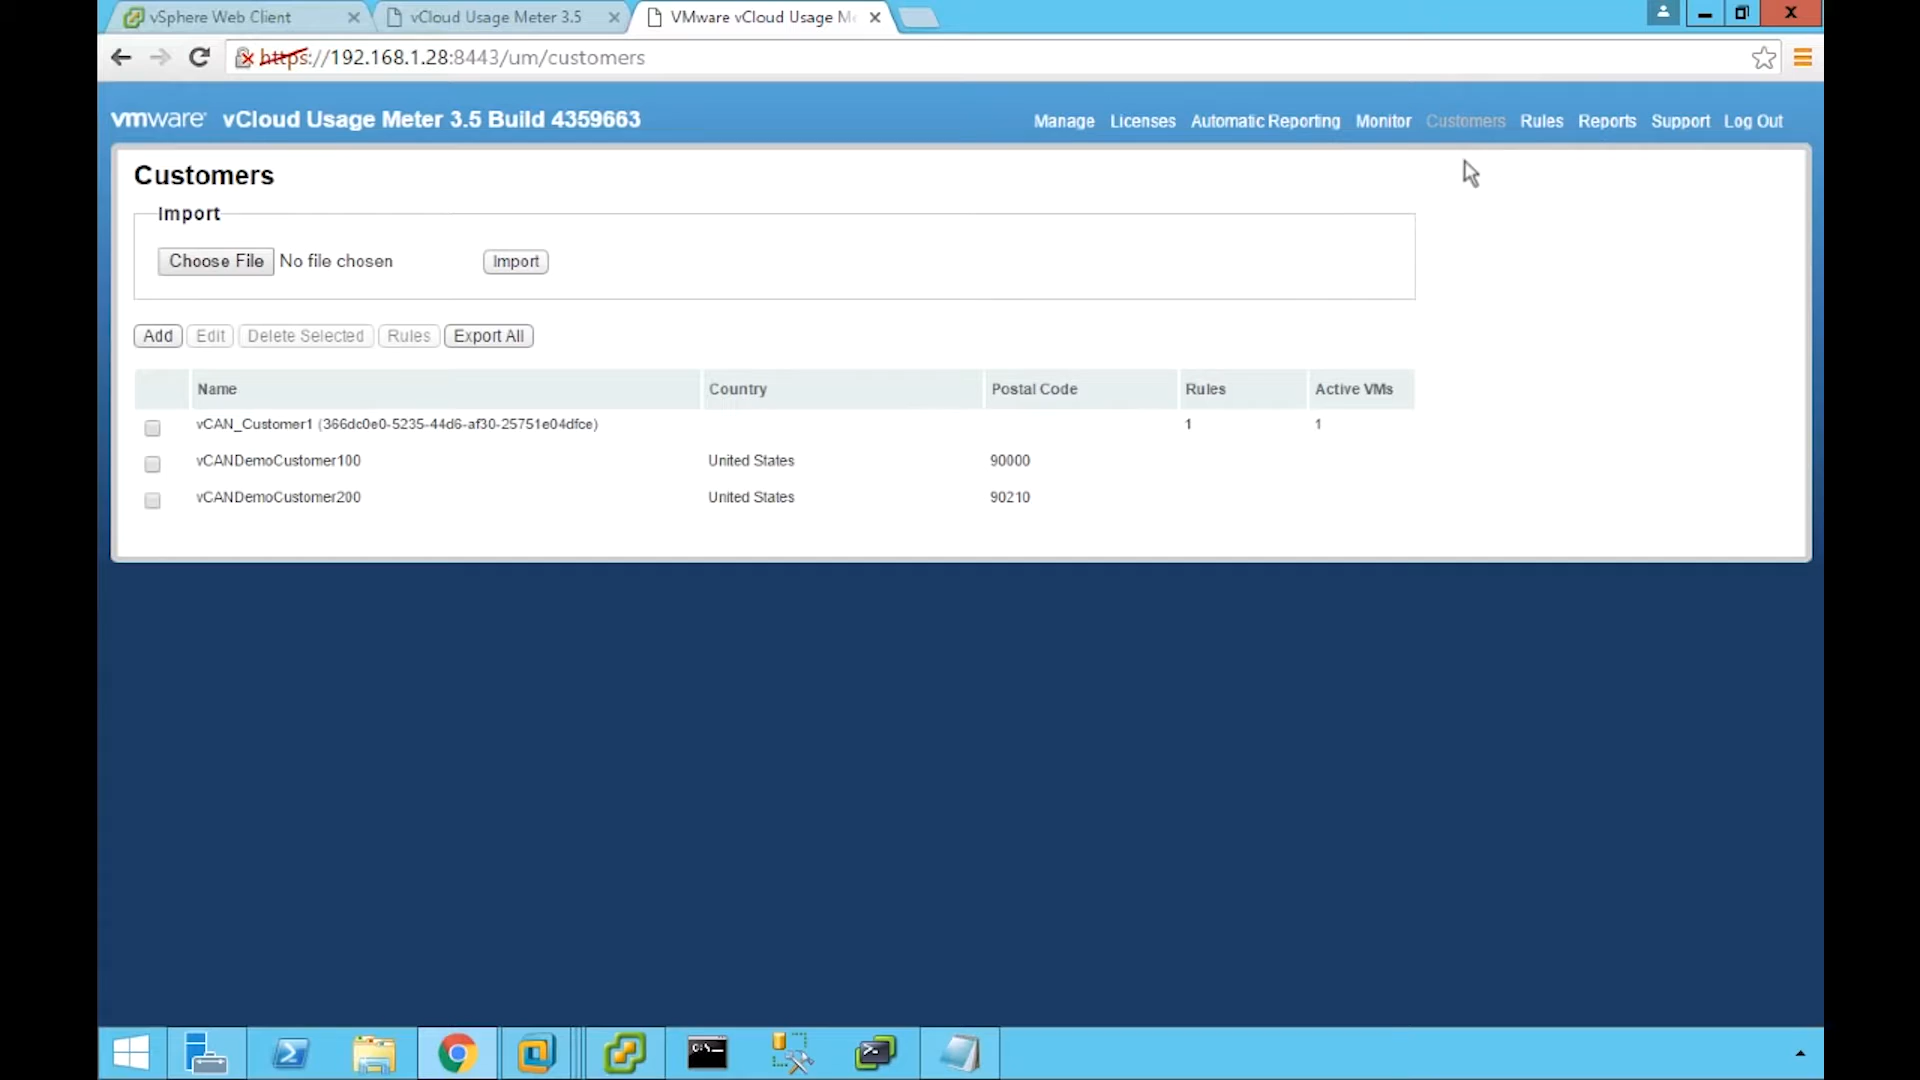 vSphere Web Client
vCloud Usage Meter 3.5
VMware vCloud Usage Me
https://192.168.1.28:8443/um/customers
vmware vCloud Usage Meter 3.5 Build 4359663
Manage Licenses Automatic Reporting Monitor Customers Rules Reports Support Log Out
Customers
Import
Choose File No file chosen Import
Add Edit Delete Selected Rules Export All
Name Country Postal Code Rules Active VMs
vCAN_Customer1 (366dc0e0-5235-44d6-af30-25751e04dfce) 1 1
vCANDemoCustomer100 United States 90000
vCANDemoCustomer200 United States 90210